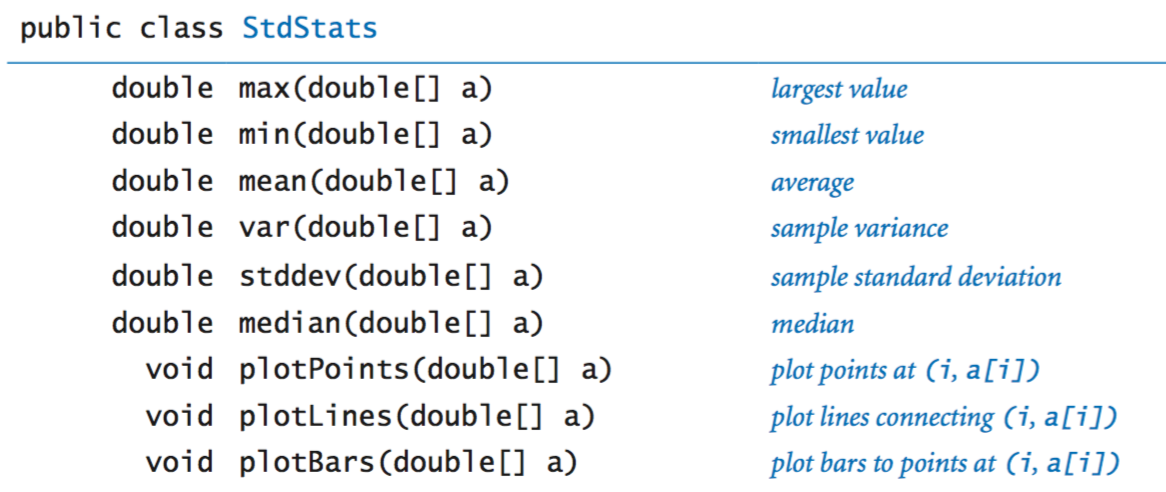 public class StdStats
double max(double[] a) largest value
double min(double[] a) smallest value
double mean(double[] a) average
double var(double[] a) sample variance
double stddev(double[] a) sample standard deviation
double median(double[] a) median
void plotPoints(double[] a) plot points at (i, a[i])
void plotLines(double[] a) plot lines connecting (i, a[i])
void plotBars(double[] a) plot bars to points at (i, a[i])